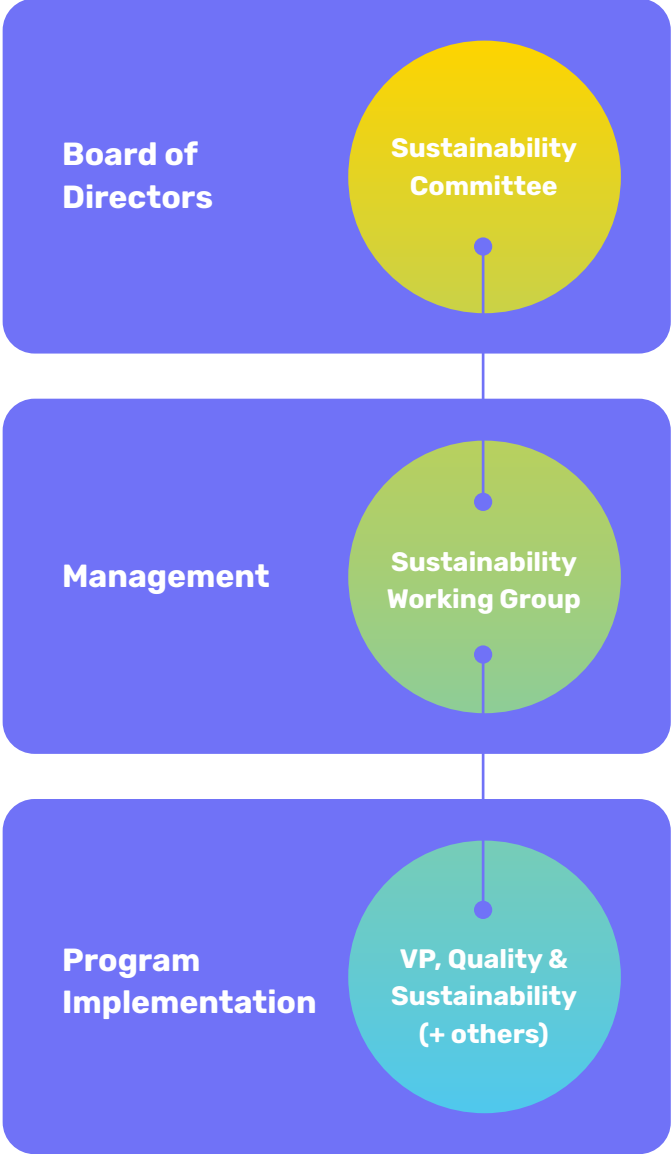 Board of
Directors
Sustainability
Committee
Management
Sustainability
Working Group
Program
Implementation
VP, Quality &
Sustainability
(+ others)